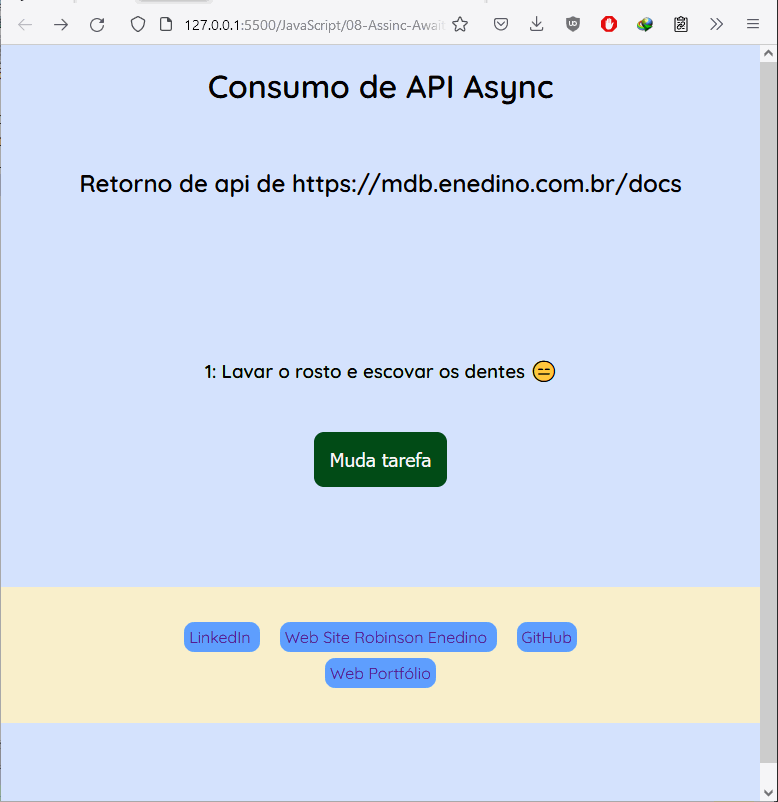 127.0.0.1:5500/JavaScript/08-Assinc-Await
Consumo de API Async
Retorno de api de https://mdb.enedino.com.br/docs
1: Lavar o rosto e escovar os dentes 😑
Muda tarefa
LinkedIn Web Site Robinson Enedino GitHub
Web Portfólio